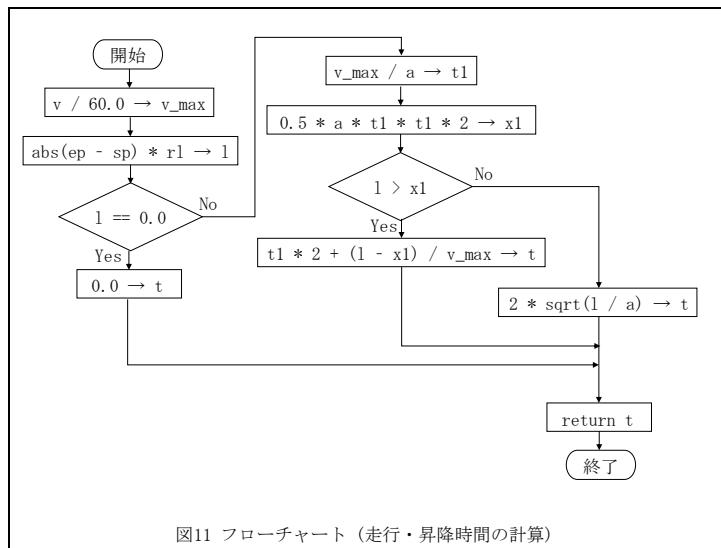 開始
v / 60.0 → v_max
abs(ep - sp) * rl → l
l == 0.0
No
Yes
0.0 → t
v_max / a → t1
0.5 * a * t1 * t1 * 2 → x1
l > x1
No
Yes
t1 * 2 + (l - x1) / v_max → t
2 * sqrt(l / a) → t
return t
終了
図11 フローチャート (走行・昇降時間の計算)